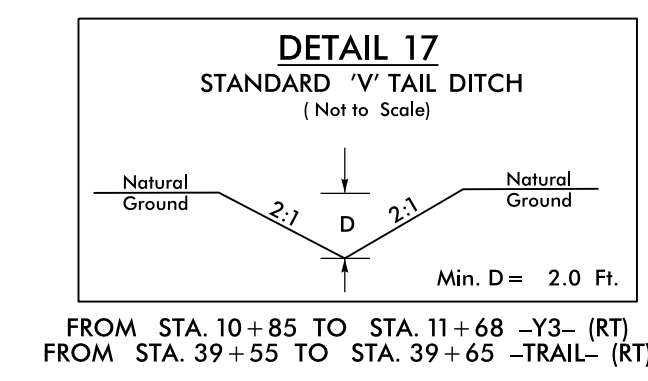 DETAIL 17
STANDARD 'V' TAIL DITCH
( Not to Scale)
Natural
Ground
2:1
D
2:1
Natural
Ground
Min. D = 2.0 Ft.
FROM STA. 10+85 TO STA. 11+68 -Y3- (RT)
FROM STA. 39+55 TO STA. 39+65 -TRAIL- (RT)